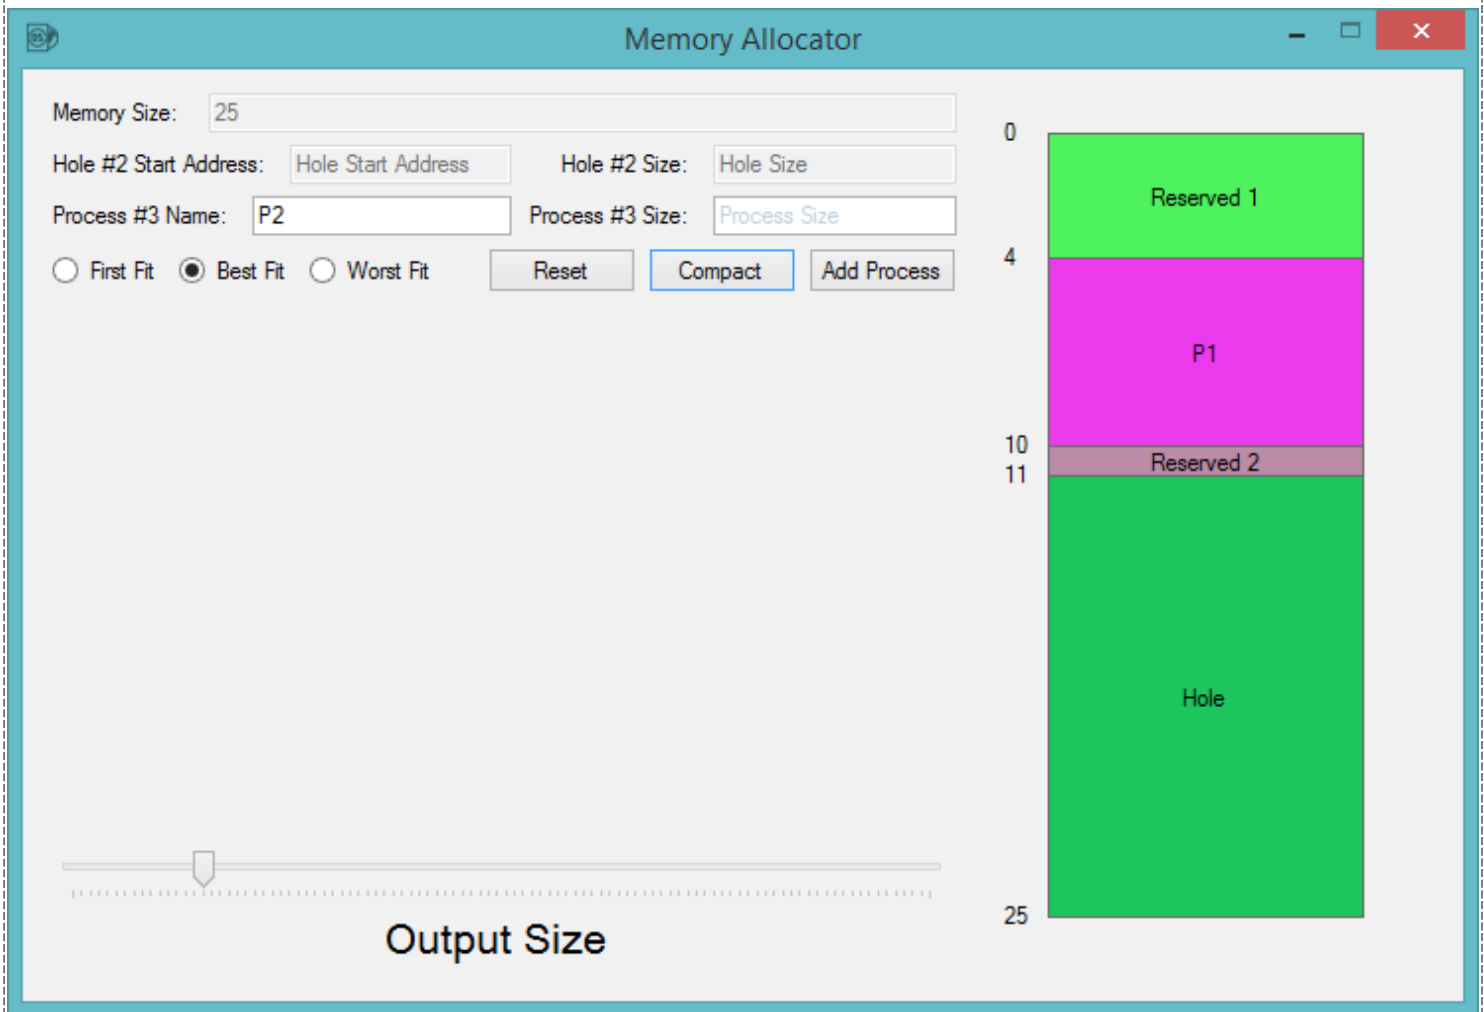 Memory Allocator
Memory Size: 25
Hole #2 Start Address: Hole Start Address Hole #2 Size: Hole Size
Process #3 Name: P2 Process #3 Size: Process Size
First Fit Best Fit Worst Fit Reset Compact Add Process
0
Reserved 1
4
P1
10
Reserved 2
11
Hole
25
Output Size